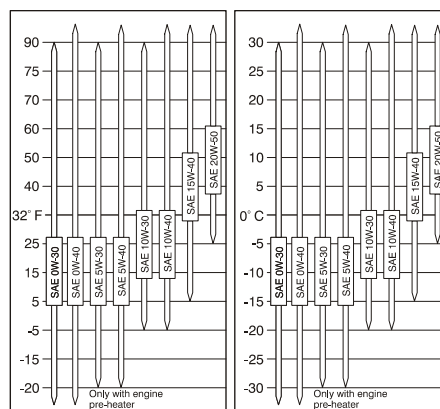 90
75
70
60
50
40
32° F
25
15
5
-5
-15
-20
SAE 0W-30
SAE 0W-40
SAE 5W-30
SAE 5W-40
SAE 10W-30
SAE 10W-40
SAE 15W-40
SAE 20W-50
Only with engine
pre-heater
30
25
20
15
10
5
0° C
-5
-10
-15
-20
-25
-30
SAE 0W-30
SAE 0W-40
SAE 5W-30
SAE 5W-40
SAE 10W-30
SAE 10W-40
SAE 15W-40
SAE 20W-50
Only with engine
pre-heater